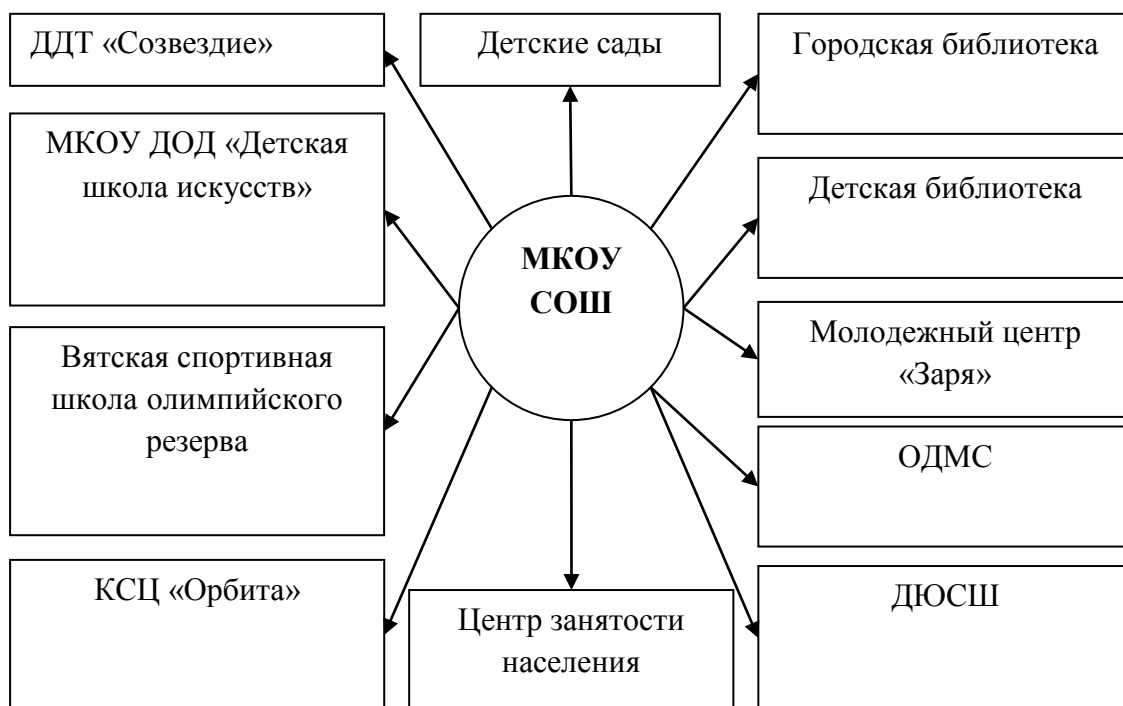 ДДТ «Созвездие»
Детские сады
Городская библиотека
МКОУ ДОД «Детская
школа искусств»
Детская библиотека
МКОУ
СОШ
Вятская спортивная
школа олимпийского
резерва
Молодежный центр
«Заря»
ОДМС
КСЦ «Орбита»
Центр занятости
населения
ДЮСШ